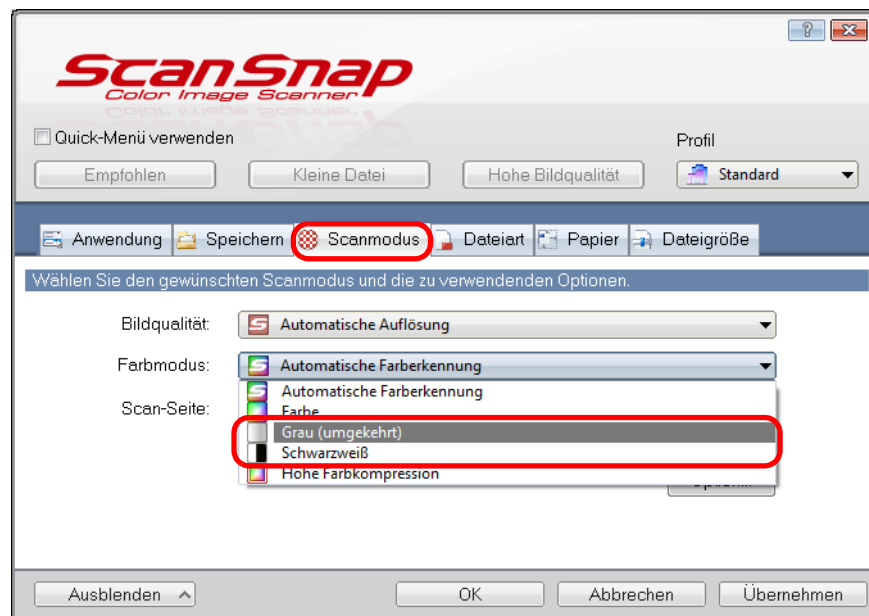 ScanSnap
Color Image Scanner
Quick-Menü verwenden
Profil
Empfohlen Kleine Datei Hohe Bildqualität Standard
Anwendung Speichern Scanmodus Dateiart Papier Dateigröße
Wählen Sie den gewünschten Scanmodus und die zu verwendenden Optionen.
Bildqualität: Automatische Auflösung
Farbmodus: Automatische Farberkennung
Automatische Farberkennung
Scan-Seite: Farbe
Grau (umgekehrt)
Schwarzweiß
Hohe Farbkompression
Ausblenden OK Abbrechen Übernehmen